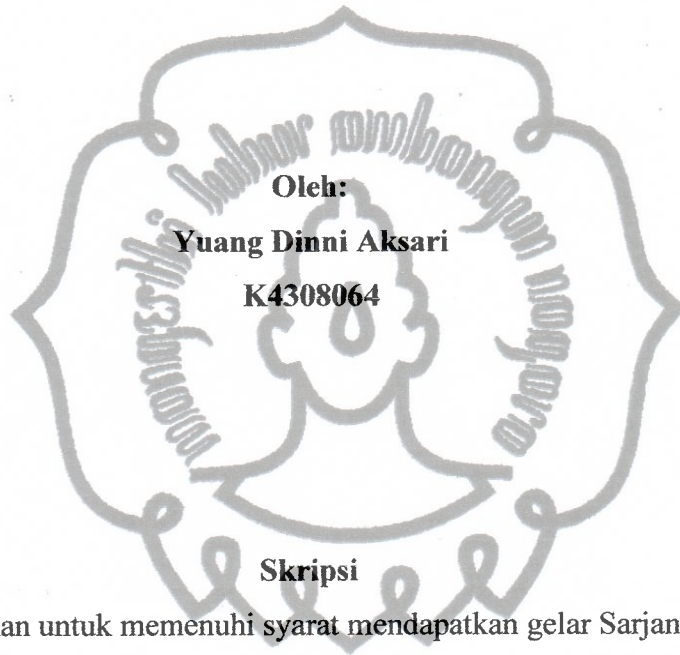 Oleh:
Yuang Dinni Aksari
K4308064
Skripsi
an untuk memenuhi syarat mendapatkan gelar Sarjan